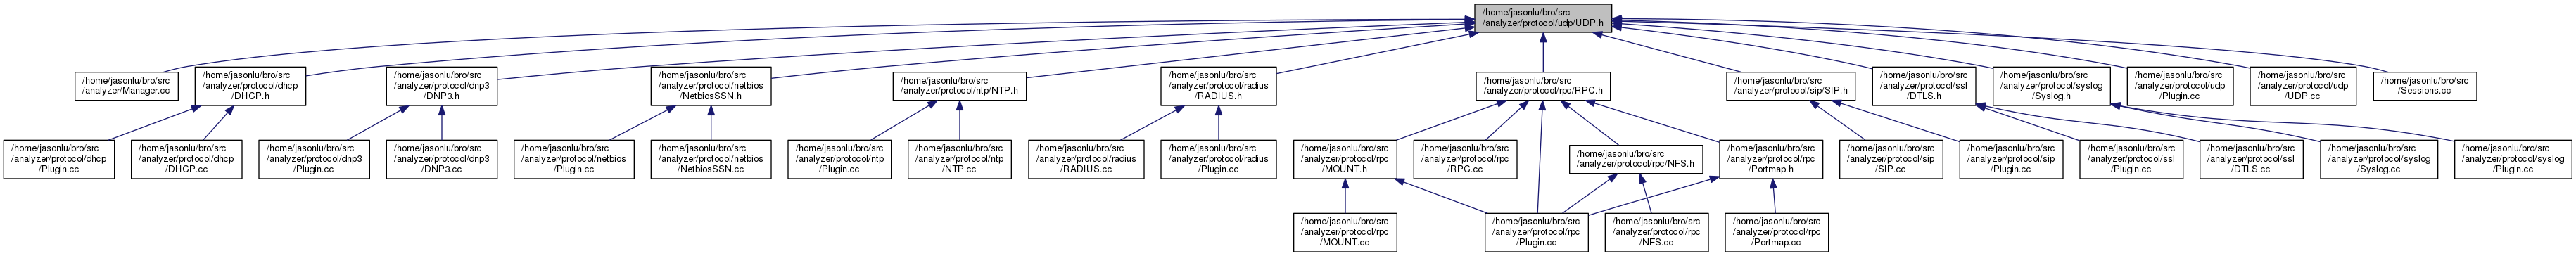 /home/jasonlu/bro/src
/analyzer/protocol/udp/UDP.h
/home/jasonlu/bro/src
/analyzer/Manager.cc
/home/jasonlu/bro/src
/analyzer/protocol/dhcp
/DHCP.h
/home/jasonlu/bro/src
/analyzer/protocol/dnp3
/DNP3.h
/home/jasonlu/bro/src
/analyzer/protocol/netbios
/NetbiosSSN.h
/home/jasonlu/bro/src
/analyzer/protocol/ntp/NTP.h
/home/jasonlu/bro/src
/analyzer/protocol/radius
/RADIUS.h
/home/jasonlu/bro/src
/analyzer/protocol/rpc/RPC.h
/home/jasonlu/bro/src
/analyzer/protocol/sip/SIP.h
/home/jasonlu/bro/src
/analyzer/protocol/ssl
/DTLS.h
/home/jasonlu/bro/src
/analyzer/protocol/syslog
/Syslog.h
/home/jasonlu/bro/src
/analyzer/protocol/udp
/Plugin.cc
/home/jasonlu/bro/src
/analyzer/protocol/udp
/UDP.cc
/home/jasonlu/bro/src
/Sessions.cc
/home/jasonlu/bro/src
/analyzer/protocol/dhcp
/Plugin.cc
/home/jasonlu/bro/src
/analyzer/protocol/dhcp
/DHCP.cc
/home/jasonlu/bro/src
/analyzer/protocol/dnp3
/Plugin.cc
/home/jasonlu/bro/src
/analyzer/protocol/dnp3
/DNP3.cc
/home/jasonlu/bro/src
/analyzer/protocol/netbios
/Plugin.cc
/home/jasonlu/bro/src
/analyzer/protocol/netbios
/NetbiosSSN.cc
/home/jasonlu/bro/src
/analyzer/protocol/ntp
/Plugin.cc
/home/jasonlu/bro/src
/analyzer/protocol/ntp
/NTP.cc
/home/jasonlu/bro/src
/analyzer/protocol/radius
/RADIUS.cc
/home/jasonlu/bro/src
/analyzer/protocol/radius
/Plugin.cc
/home/jasonlu/bro/src
/analyzer/protocol/rpc
/MOUNT.h
/home/jasonlu/bro/src
/analyzer/protocol/rpc
/RPC.cc
/home/jasonlu/bro/src
/analyzer/protocol/rpc/NFS.h
/home/jasonlu/bro/src
/analyzer/protocol/rpc
/Portmap.h
/home/jasonlu/bro/src
/analyzer/protocol/sip
/SIP.cc
/home/jasonlu/bro/src
/analyzer/protocol/sip
/Plugin.cc
/home/jasonlu/bro/src
/analyzer/protocol/ssl
/Plugin.cc
/home/jasonlu/bro/src
/analyzer/protocol/ssl
/DTLS.cc
/home/jasonlu/bro/src
/analyzer/protocol/syslog
/Syslog.cc
/home/jasonlu/bro/src
/analyzer/protocol/syslog
/Plugin.cc
/home/jasonlu/bro/src
/analyzer/protocol/rpc
/MOUNT.cc
/home/jasonlu/bro/src
/analyzer/protocol/rpc
/Plugin.cc
/home/jasonlu/bro/src
/analyzer/protocol/rpc
/NFS.cc
/home/jasonlu/bro/src
/analyzer/protocol/rpc
/Portmap.cc